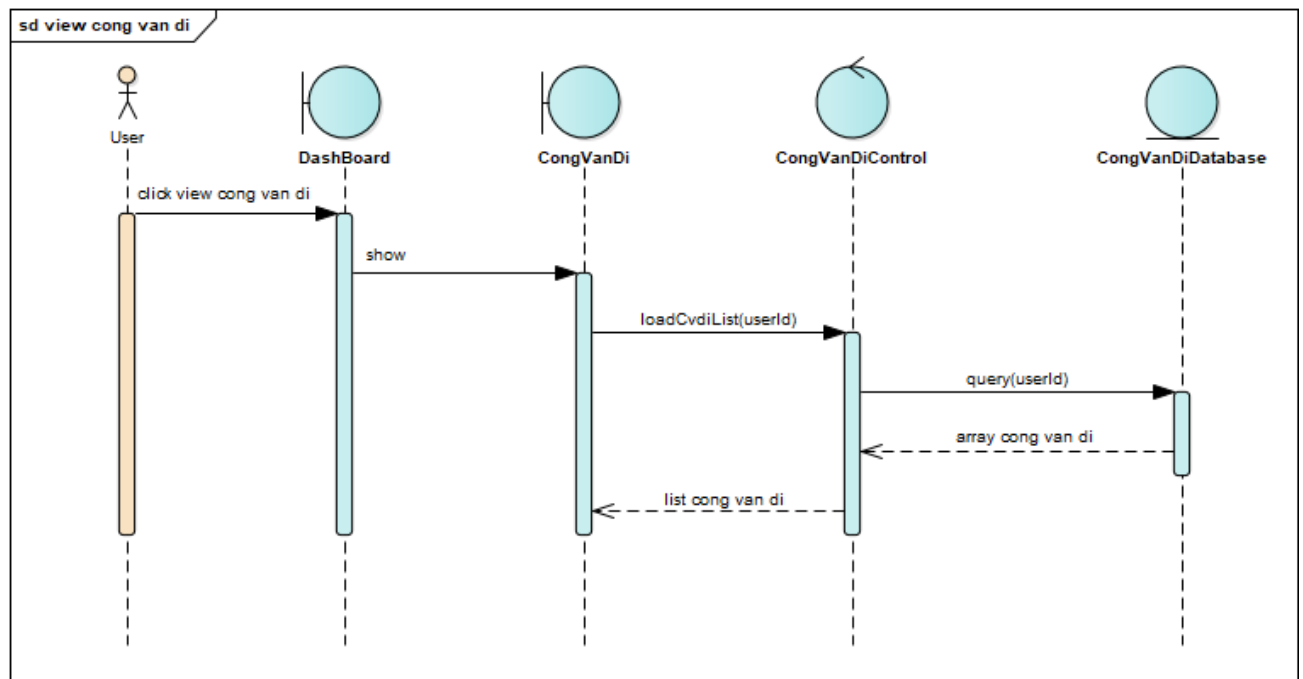 sd view cong van di
User
DashBoard
CongVanDi
CongVanDiControl
CongVanDiDatabase
click view cong van di
show
loadCvdiList(userId)
query(userId)
array cong van di
list cong van di